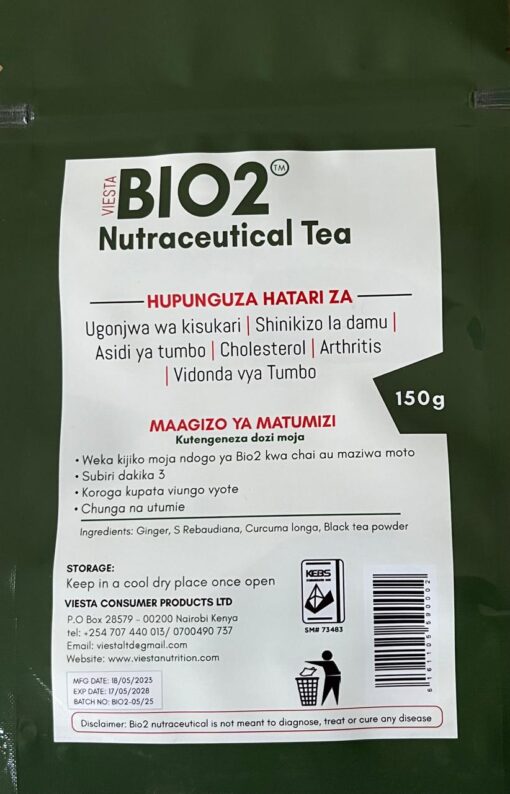 VIESTA
BIO2™
Nutraceutical Tea
HUPUNGUZA HATARI ZA
Ugonjwa wa kisukari | Shinikizo la damu |
Asidi ya tumbo | Cholesterol | Arthritis
| Vidonda vya Tumbo
150g
MAAGIZO YA MATUMIZI
Kutengeneza dozi moja
• Weka kijiko moja ndogo ya Bio2 kwa chai au maziwa moto
• Subiri dakika 3
• Koroga kupata viungo vyote
• Chunga na utumie
Ingredients: Ginger, S Rebaudiana, Curcuma longa, Black tea powder
STORAGE:
Keep in a cool dry place once open
VIESTA CONSUMER PRODUCTS LTD
P.O Box 28579 - 00200 Nairobi Kenya
tel: +254 707 440 013/ 0700490 737
Email: viestaltd@gmail.com
Website: www.viestanutrition.com
KEBS
SM# 73483
MFG DATE: 18/05/2023
EXP DATE: 17/05/2028
BATCH NO: BIO2-05/25
Disclaimer: Bio2 nutraceutical is not meant to diagnose, treat or cure any disease